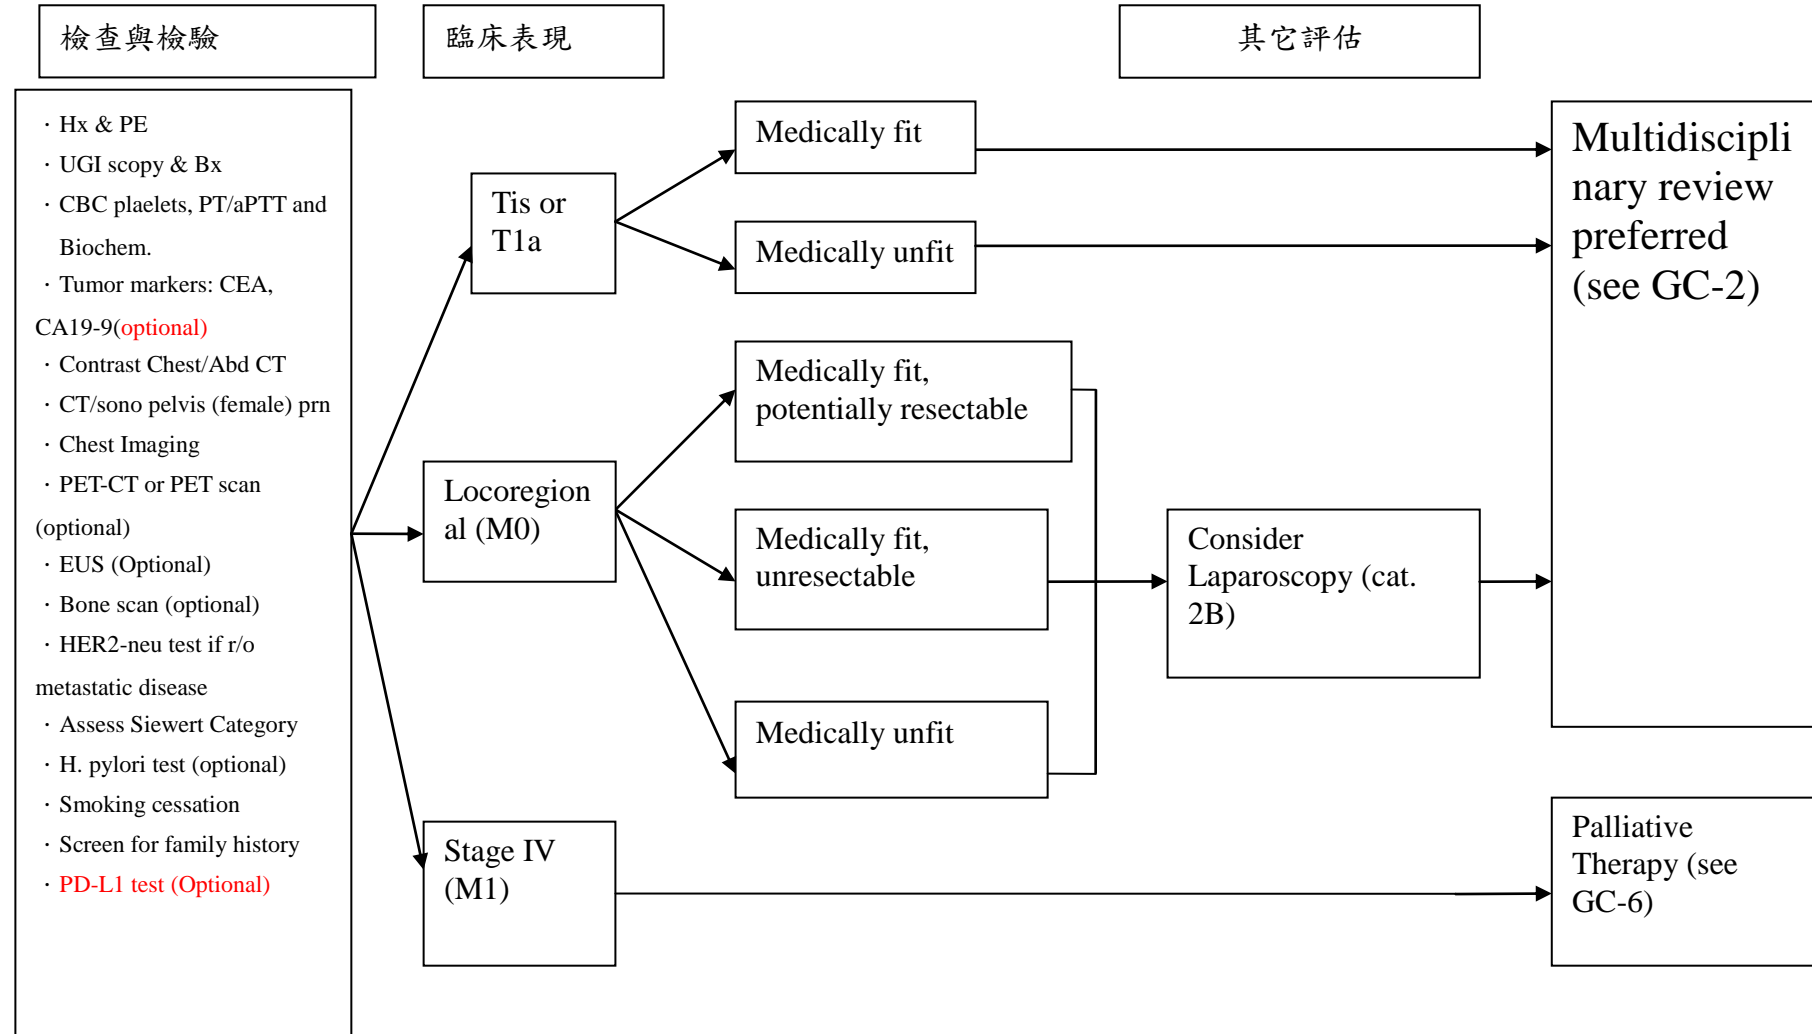 檢查與檢驗
臨床表現
其它評估
· Hx & PE
· UGI scopy & Bx
· CBC plaelets, PT/aPTT and
Biochem.
· Tumor markers: CEA,
CA19-9(optional)
· Contrast Chest/Abd CT
· CT/sono pelvis (female) prn
· Chest Imaging
· PET-CT or PET scan
(optional)
· EUS (Optional)
· Bone scan (optional)
· HER2-neu test if r/o
metastatic disease
· Assess Siewert Category
· H. pylori test (optional)
· Smoking cessation
· Screen for family history
· PD-L1 test (Optional)
Tis or
T1a
Locoregion
al (M0)
Stage IV
(M1)
Medically fit
Medically unfit
Medically fit,
potentially resectable
Medically fit,
unresectable
Medically unfit
Consider
Laparoscopy (cat.
2B)
Multidiscipli
nary review
preferred
(see GC-2)
Palliative
Therapy (see
GC-6)